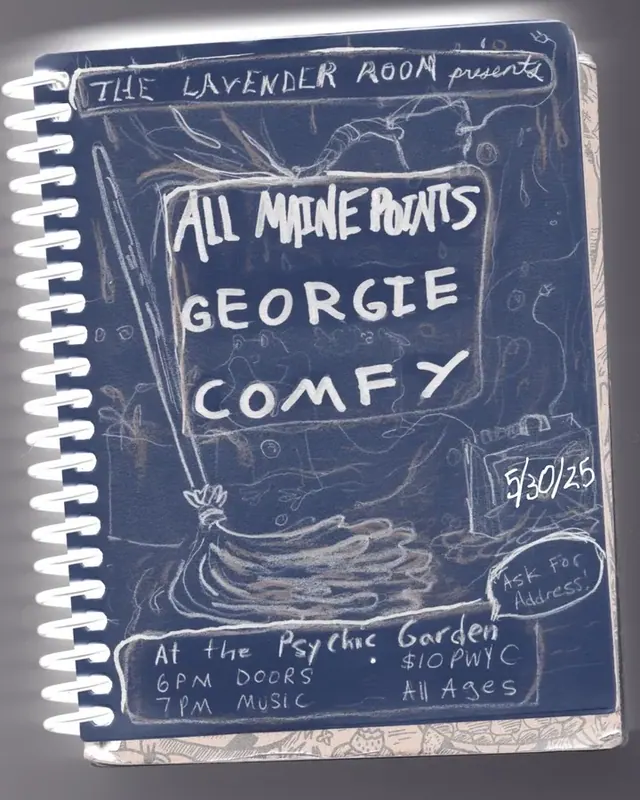 THE LAVENDER ROOM presents
ALL MAINE POINTS
GEORGIE
COMFY
5/30/25
Ask For
Address!
At the Psychic Garden
6PM DOORS
$10 PWYC
7PM MUSIC
All Ages